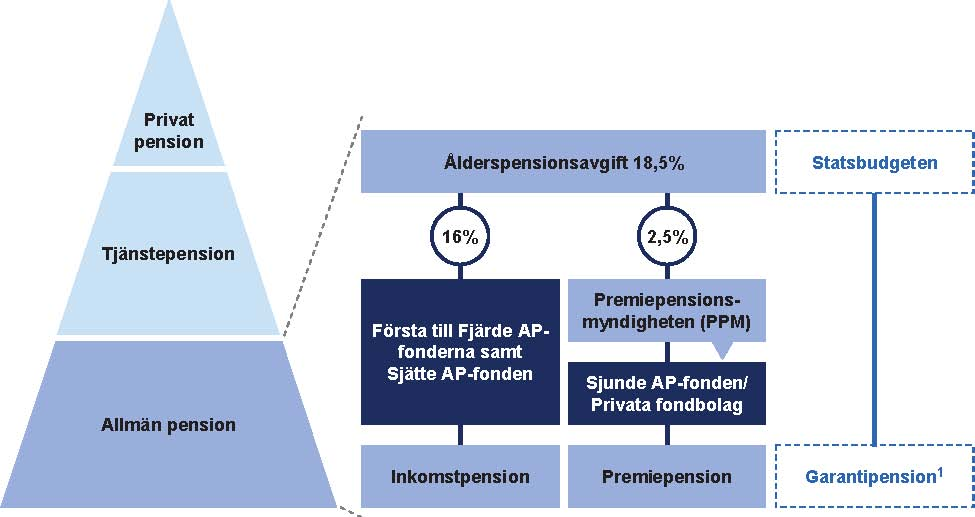 Privat
pension
Tjänstepension
Allmän pension
Ålderspensionsavgift 18,5%
Statsbudgeten
16%
2,5%
Första till Fjärde AP-
fonderna samt
Sjätte AP-fonden
Premiepensions-
myndigheten (PPM)
Sjunde AP-fonden/
Privata fondbolag
Inkomstpension
Premiepension
Garantipension¹